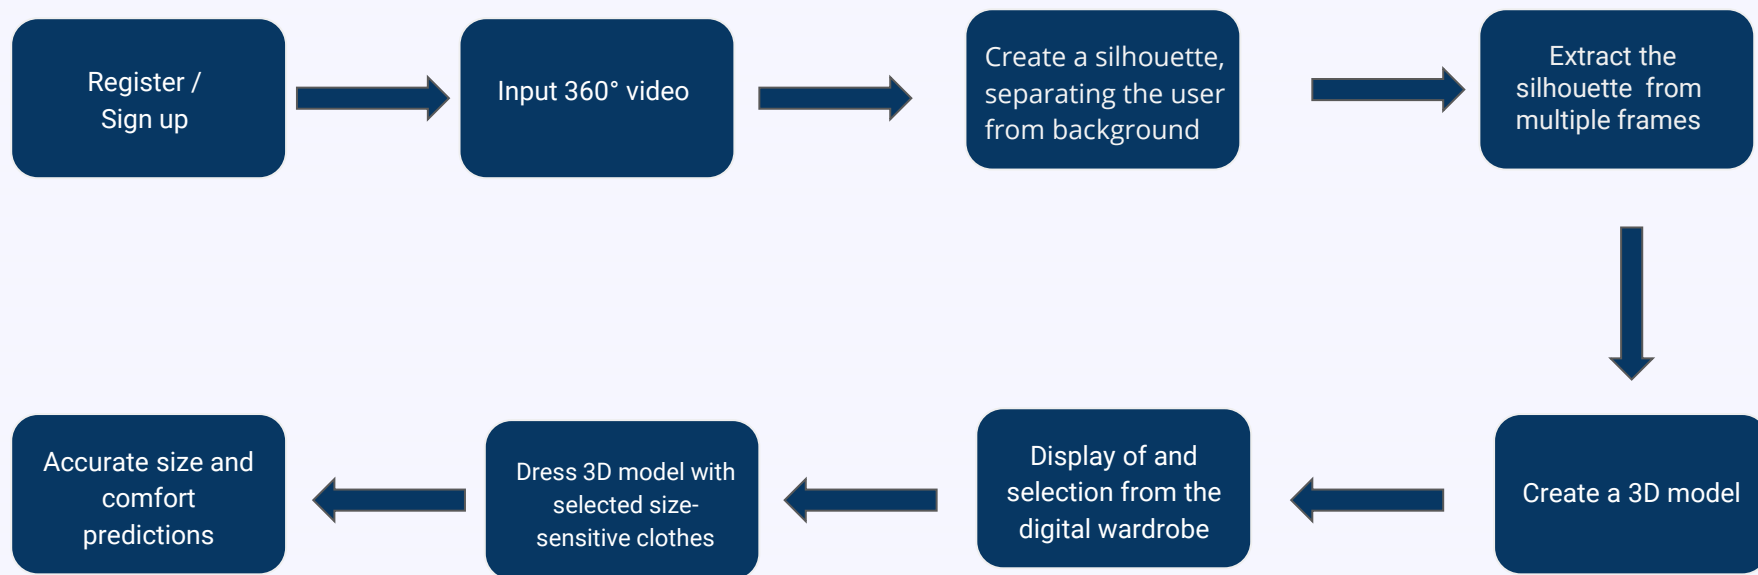 Register /
Sign up
Input 360° video
Create a silhouette,
separating the user
from background
Extract the
silhouette from
multiple frames
Create a 3D model
Display of and
selection from the
digital wardrobe
Dress 3D model with
selected size-
sensitive clothes
Accurate size and
comfort
predictions